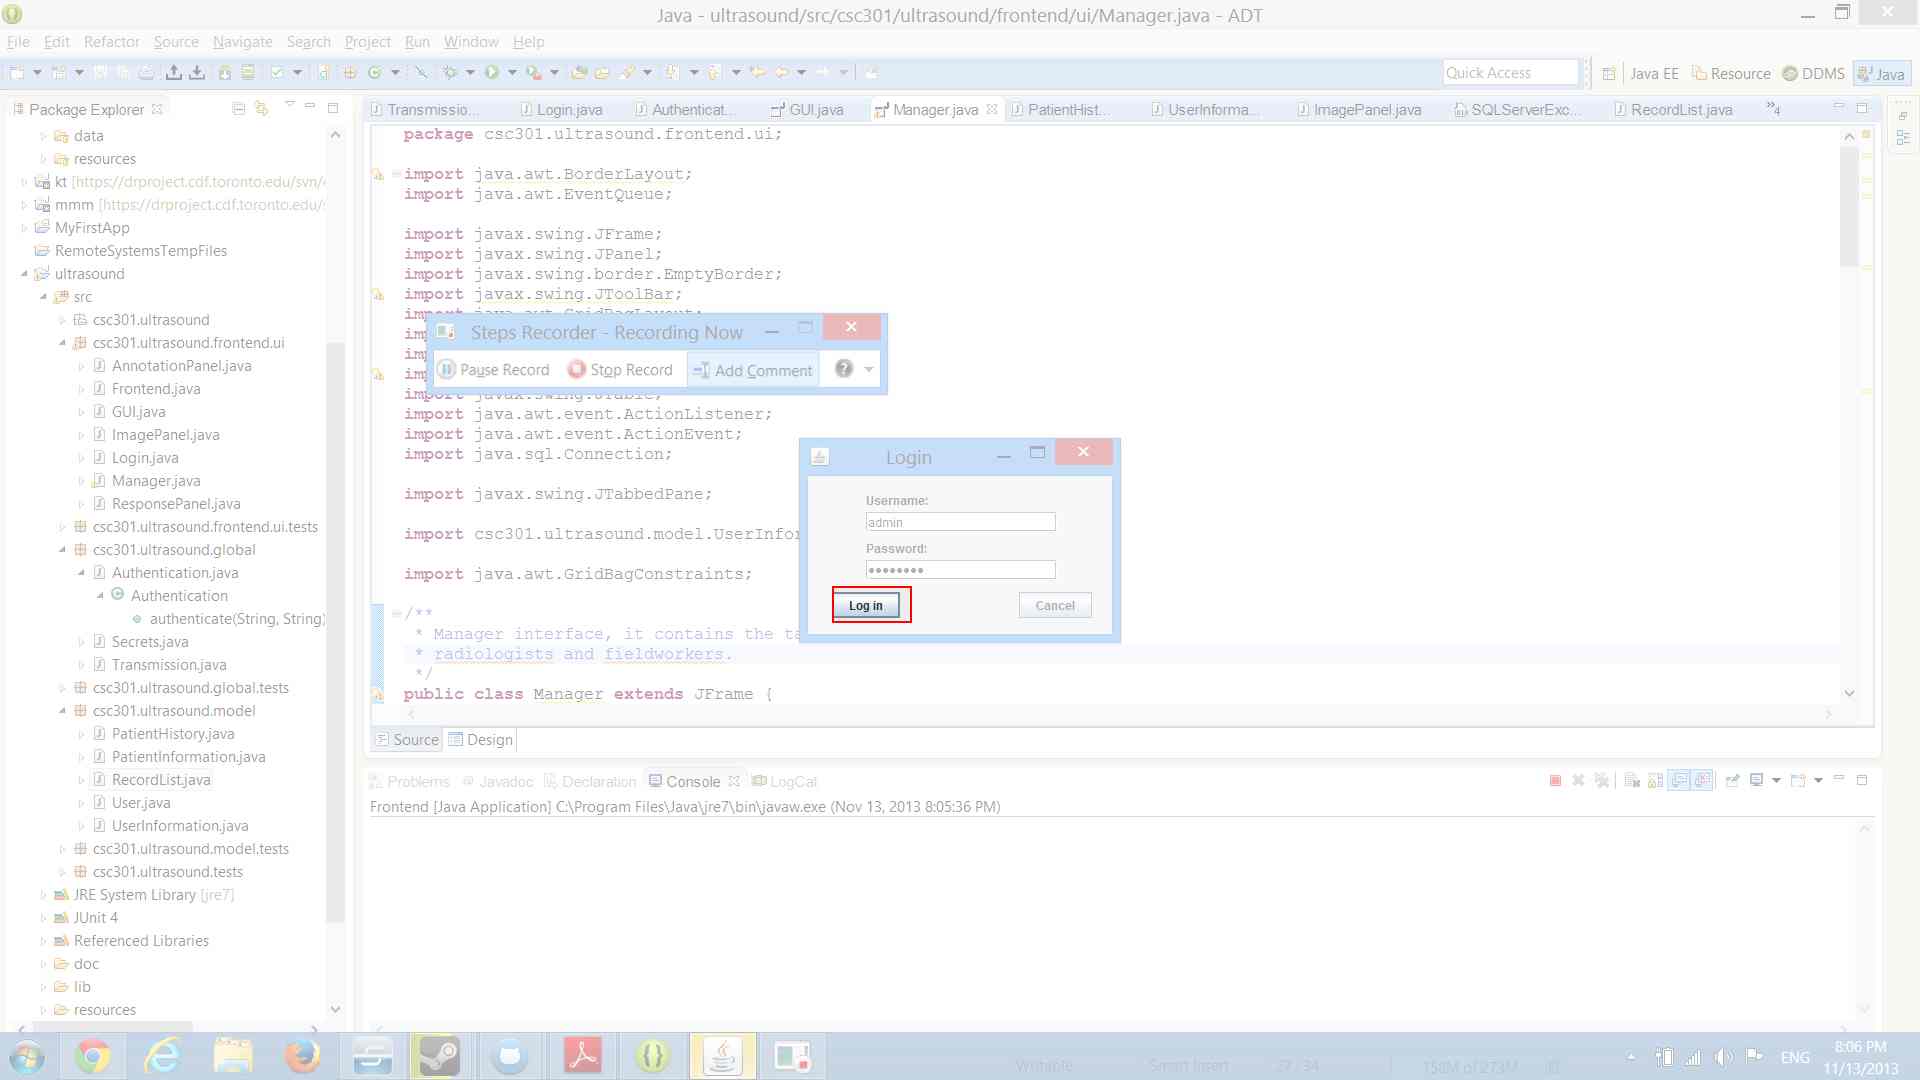 Java - ultrasound/src/csc301/ultrasound/frontend/ui/Manager.java - ADT
File Edit Refactor Source Navigate Search Project Run Window Help
Quick Access Java EE Resource DDMS Java
Package Explorer
data
resources
kt [https://drproject.cdf.toronto.edu/svn/
mmm [https://drproject.cdf.toronto.edu/
MyFirstApp
RemoteSystemsTempFiles
ultrasound
src
csc301.ultrasound
csc301.ultrasound.frontend.ui
AnnotationPanel.java
Frontend.java
GUI.java
ImagePanel.java
Login.java
Manager.java
ResponsePanel.java
csc301.ultrasound.frontend.ui.tests
csc301.ultrasound.global
Authentication.java
Authentication
authenticate(String, String)
Secrets.java
Transmission.java
csc301.ultrasound.global.tests
csc301.ultrasound.model
PatientHistory.java
PatientInformation.java
RecordList.java
User.java
UserInformation.java
csc301.ultrasound.model.tests
csc301.ultrasound.tests
JRE System Library [jre7]
JUnit 4
Referenced Libraries
doc
lib
resources
Transmissio... Login.java Authenticat... GUI.java Manager.java PatientHist... UserInforma... ImagePanel.java SQLServerExc... RecordList.java »4
package csc301.ultrasound.frontend.ui;
import java.awt.BorderLayout;
import java.awt.EventQueue;
import javax.swing.JFrame;
import javax.swing.JPanel;
import javax.swing.border.EmptyBorder;
import javax.swing.JToolBar;
import java.awt.GridBagLayout;
import javax.swing.JTable;
import java.awt.event.ActionListener;
import java.awt.event.ActionEvent;
import java.sql.Connection;
import javax.swing.JTabbedPane;
import csc301.ultrasound.model.UserInfor
import java.awt.GridBagConstraints;
/**
* Manager interface, it contains the ta
* radiologists and fieldworkers.
*/
public class Manager extends JFrame {
Steps Recorder - Recording Now
Pause Record Stop Record Add Comment ?
Login
Username:
admin
Password:
Log in Cancel
Source Design
Problems Javadoc Declaration Console LogCat
Frontend [Java Application] C:\Program Files\Java\jre7\bin\javaw.exe (Nov 13, 2013 8:05:36 PM)
Writable Smart Insert 27 : 34 158M of 273M
ENG
8:06 PM
11/13/2013